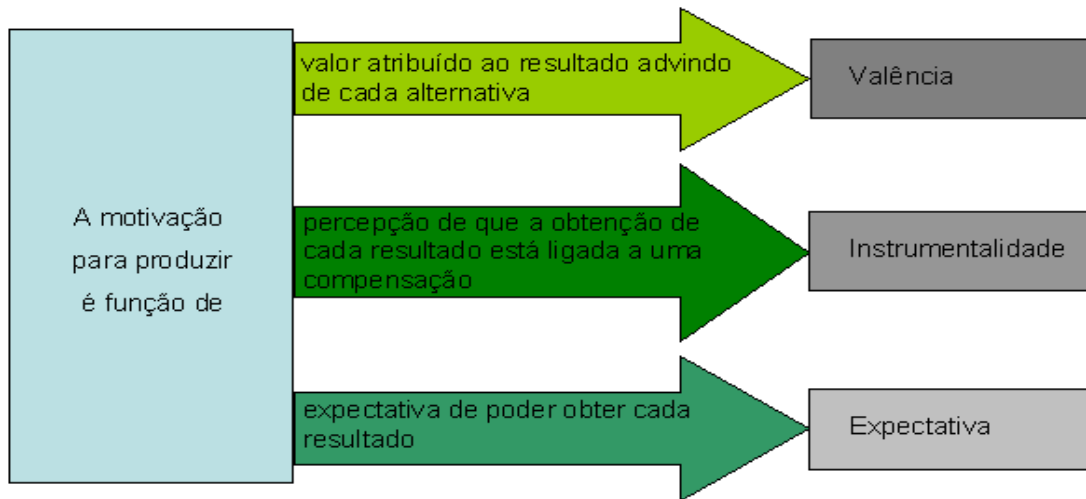 A motivação
para produzir
é função de
valor atribuído ao resultado advindo
de cada alternativa
Valência
percepção de que a obtenção de
cada resultado está ligada a uma
compensação
Instrumentalidade
expectativa de poder obter cada
resultado
Expectativa